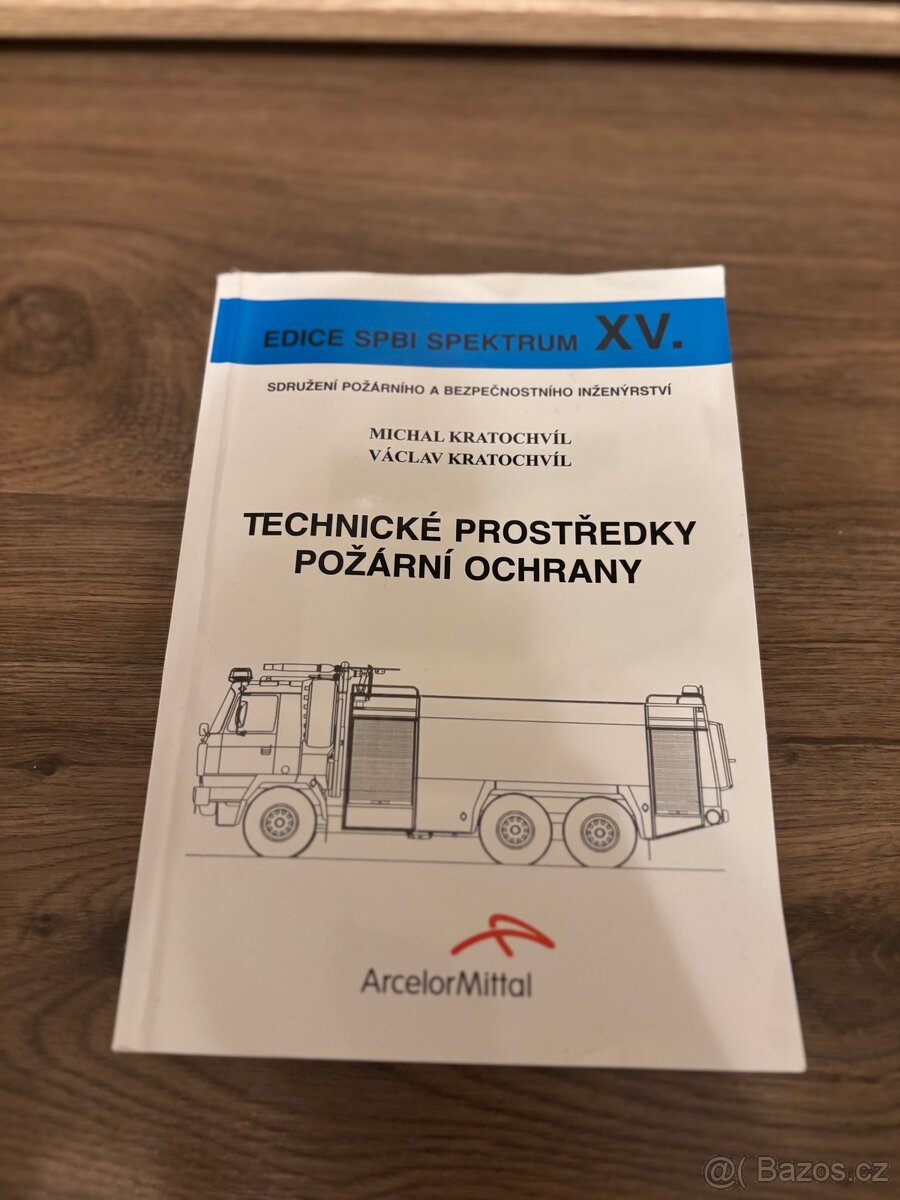 EDICE SPBI SPEKTRUM XV.
SDRUŽENÍ POŽÁRNÍHO A BEZPEČNOSTNÍHO INŽENÝRSTVÍ
MICHAL KRATOCHVÍL
VÁCLAV KRATOCHVÍL
TECHNICKÉ PROSTŘEDKY
POŽÁRNÍ OCHRANY
ArcelorMittal
@( Bazos.cz